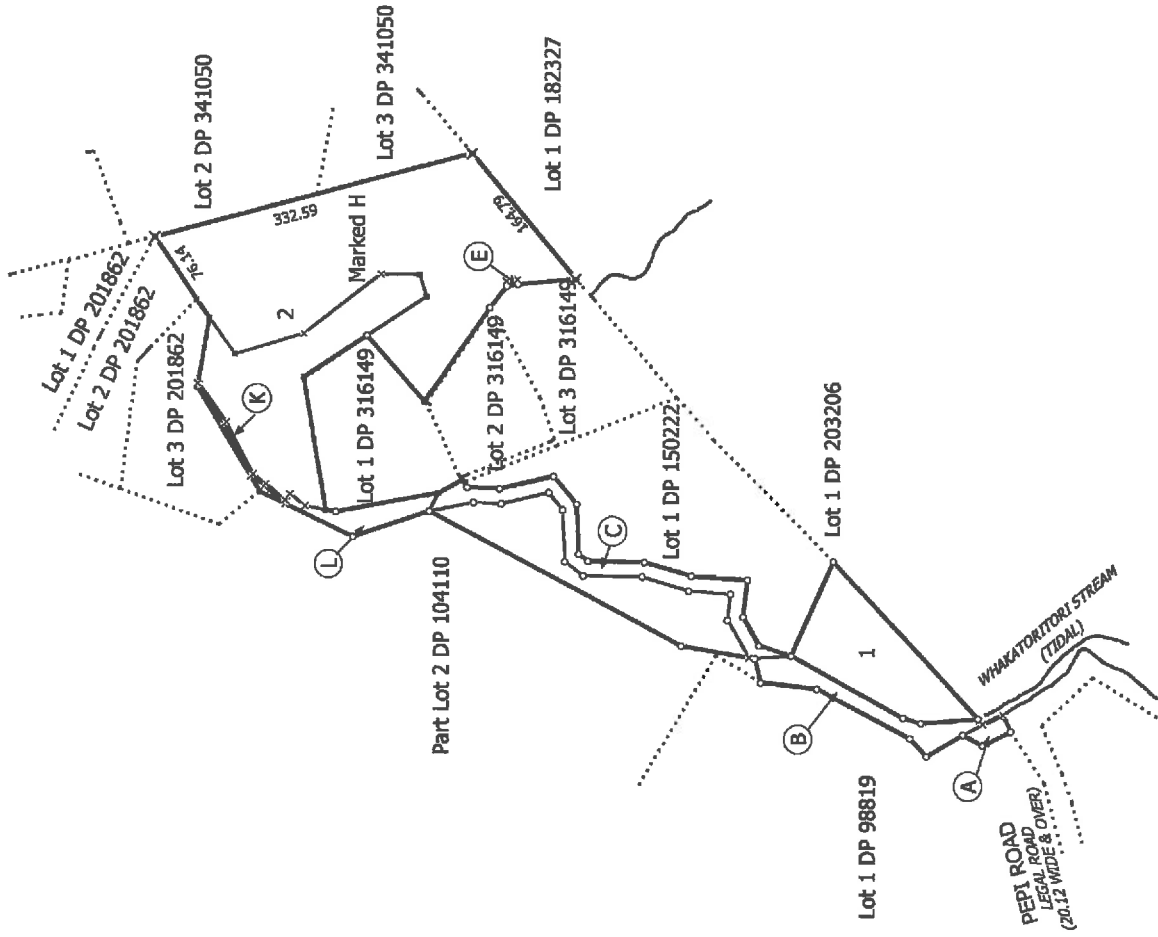 Lot 2 DP 341050
Lot 3 DP 341050
Lot 1 DP 182327
Lot 1 DP 201862
Lot 2 DP 201862
Lot 3 DP 201862
76.14
332.59
164.79
Marked H
2
E
K
Lot 1 DP 316149
Lot 2 DP 316149
Lot 3 DP 316149
L
C
Lot 1 DP 150222
Part Lot 2 DP 104110
Lot 1 DP 203206
1
B
A
Lot 1 DP 98819
WHAKATORITORI STREAM
(TIDAL)
PEPI ROAD
LEGAL ROAD
(20.12 WIDE & OVER)